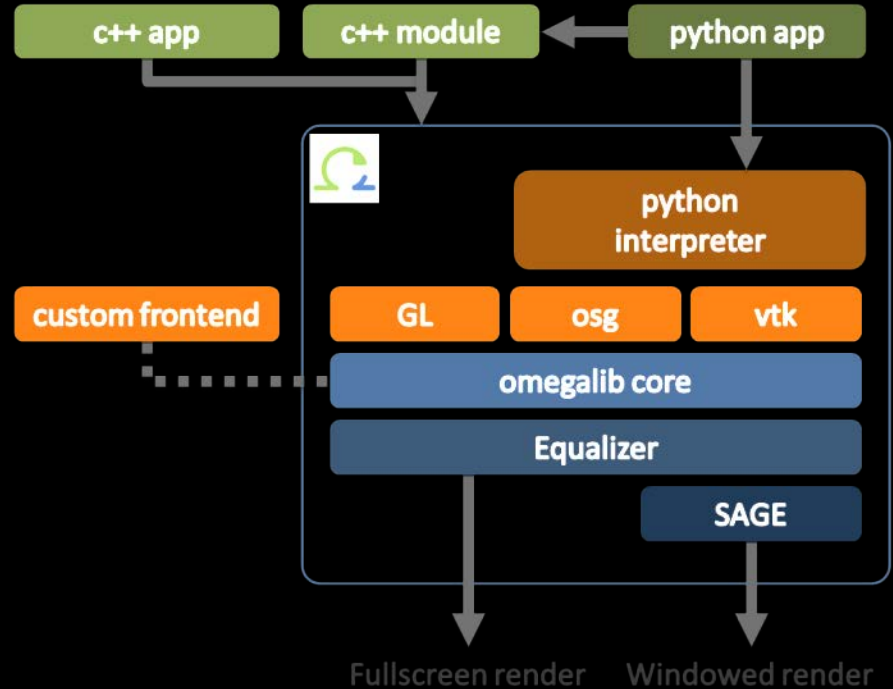 c++ app
c++ module
python app
python
interpreter
custom frontend
GL
osg
vtk
omegalib core
Equalizer
SAGE
Fullscreen render
Windowed render